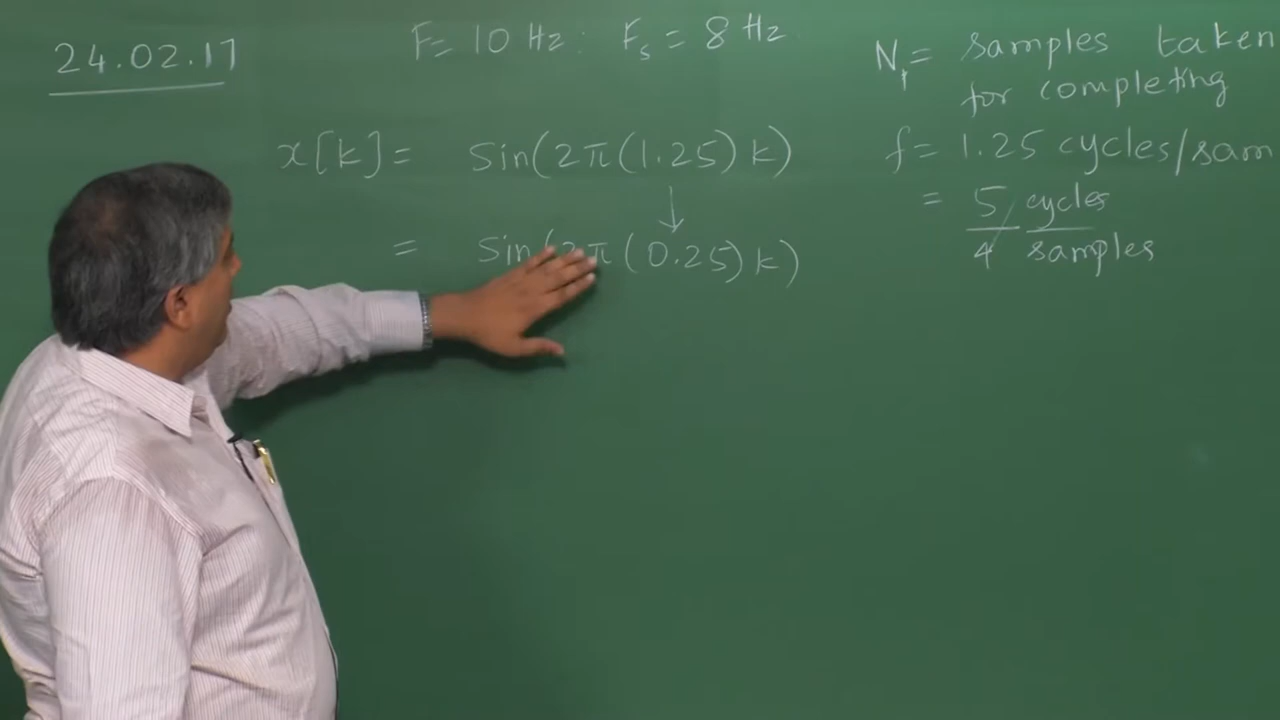 24.02.17
F= 10 Hz : Fs = 8 Hz
x[k] = sin(2π(1.25)k)
↓
= sin(2π(0.25)k)
Np = samples taken
for completing
f = 1.25 cycles/sam
= 5/4 cycles/samples